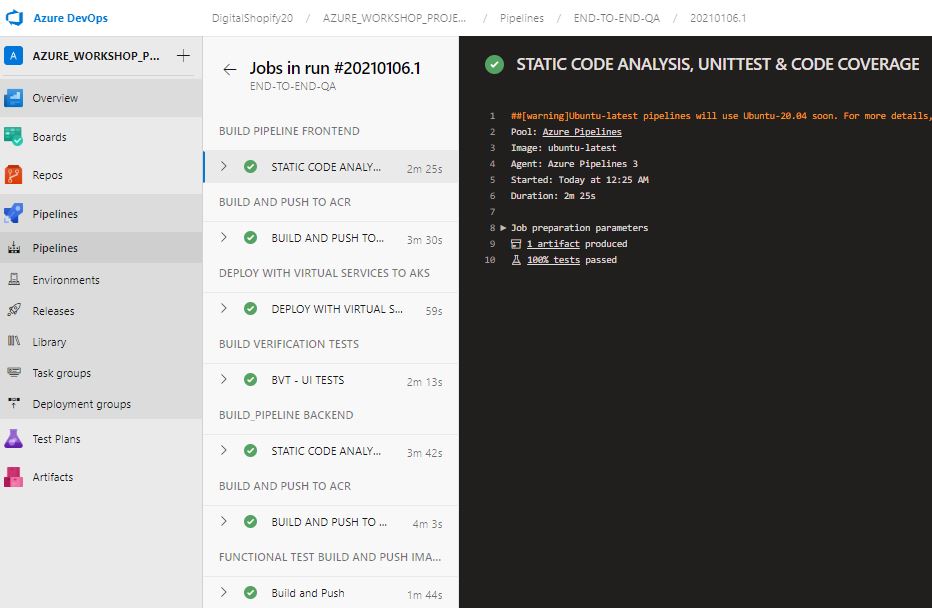 Azure DevOps
DigitalShopify20 / AZURE_WORKSHOP_PROJE... / Pipelines / END-TO-END-QA / 20210106.1
A AZURE_WORKSHOP_P... +
Overview
Boards
Repos
Pipelines
Pipelines
Environments
Releases
Library
Task groups
Deployment groups
Test Plans
Artifacts
Jobs in run #20210106.1
END-TO-END-QA
BUILD PIPELINE FRONTEND
STATIC CODE ANALY... 2m 25s
BUILD AND PUSH TO ACR
BUILD AND PUSH TO... 3m 30s
DEPLOY WITH VIRTUAL SERVICES TO AKS
DEPLOY WITH VIRTUAL S... 59s
BUILD VERIFICATION TESTS
BVT - UI TESTS 2m 13s
BUILD_PIPELINE BACKEND
STATIC CODE ANALY... 3m 42s
BUILD AND PUSH TO ACR
BUILD AND PUSH TO ... 4m 3s
FUNCTIONAL TEST BUILD AND PUSH IMA...
Build and Push 1m 44s
STATIC CODE ANALYSIS, UNITTEST & CODE COVERAGE
1 ##[warning]Ubuntu-latest pipelines will use Ubuntu-20.04 soon. For more details,
2 Pool: Azure Pipelines
3 Image: ubuntu-latest
4 Agent: Azure Pipelines 3
5 Started: Today at 12:25 AM
6 Duration: 2m 25s
7
8 Job preparation parameters
9 1 artifact produced
10 100% tests passed